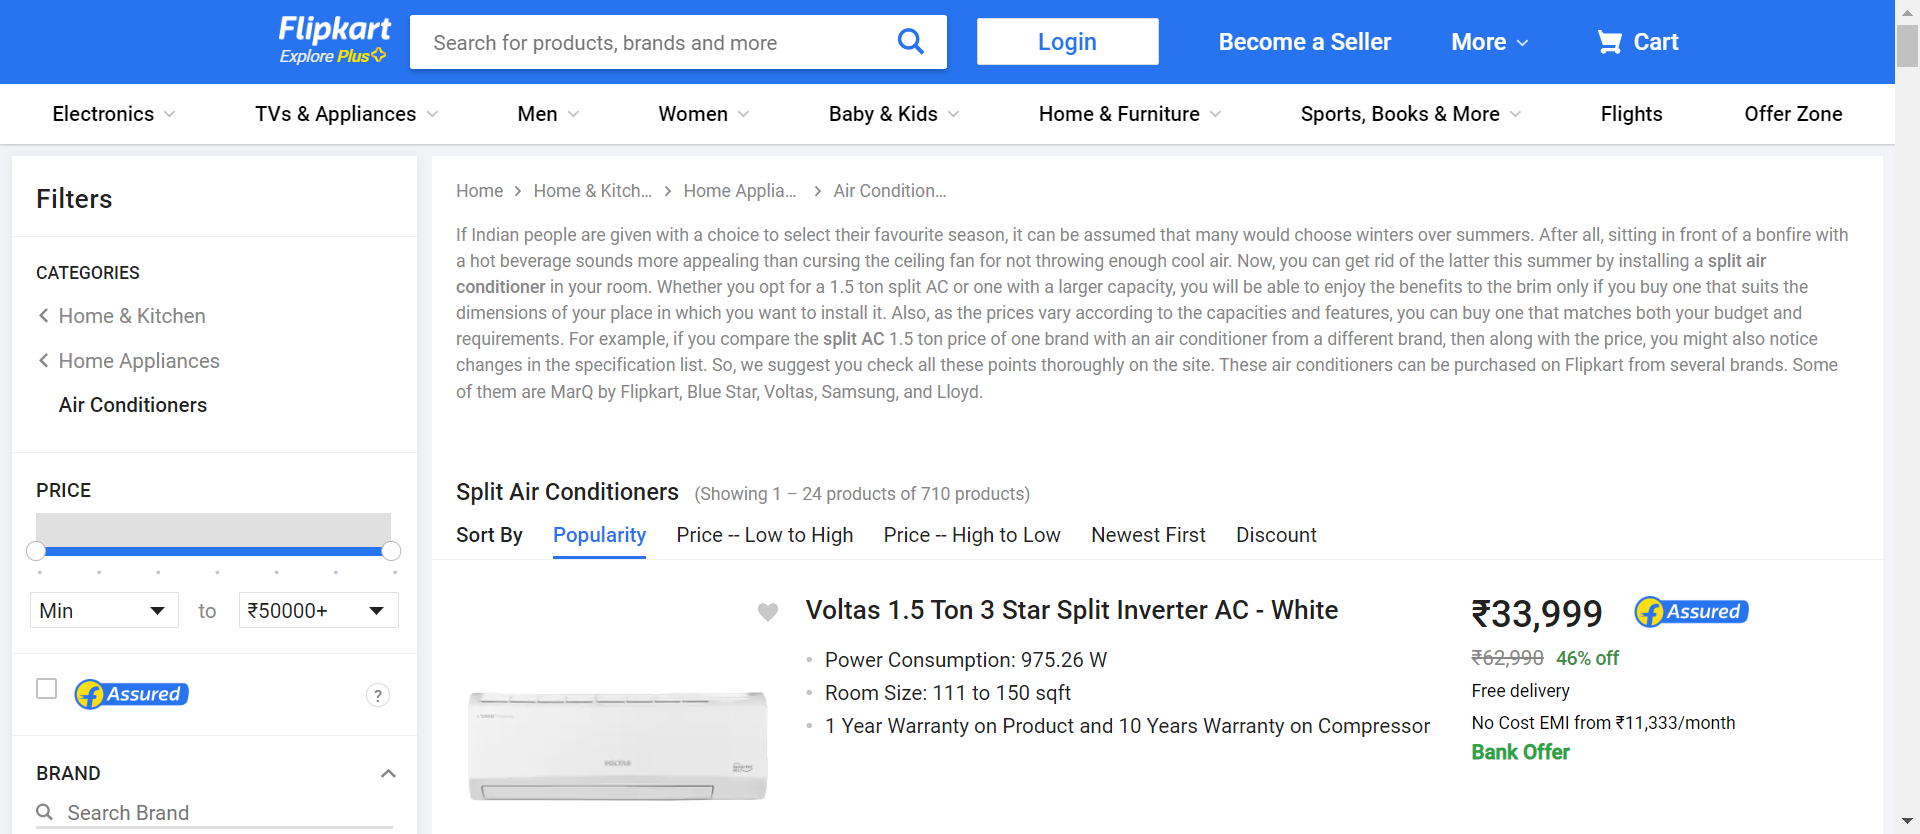 Flipkart
Explore Plus
Search for products, brands and more
Login
Become a Seller
More
Cart
Electronics
TVs & Appliances
Men
Women
Baby & Kids
Home & Furniture
Sports, Books & More
Flights
Offer Zone
Filters
CATEGORIES
Home & Kitchen
Home Appliances
Air Conditioners
PRICE
Min
to
₹50000+
Assured
?
BRAND
Search Brand
Home > Home & Kitch... > Home Applia... > Air Condition...
If Indian people are given with a choice to select their favourite season, it can be assumed that many would choose winters over summers. After all, sitting in front of a bonfire with
a hot beverage sounds more appealing than cursing the ceiling fan for not throwing enough cool air. Now, you can get rid of the latter this summer by installing a split air
conditioner in your room. Whether you opt for a 1.5 ton split AC or one with a larger capacity, you will be able to enjoy the benefits to the brim only if you buy one that suits the
dimensions of your place in which you want to install it. Also, as the prices vary according to the capacities and features, you can buy one that matches both your budget and
requirements. For example, if you compare the split AC 1.5 ton price of one brand with an air conditioner from a different brand, then along with the price, you might also notice
changes in the specification list. So, we suggest you check all these points thoroughly on the site. These air conditioners can be purchased on Flipkart from several brands. Some
of them are MarQ by Flipkart, Blue Star, Voltas, Samsung, and Lloyd.
Split Air Conditioners (Showing 1 – 24 products of 710 products)
Sort By
Popularity
Price -- Low to High
Price -- High to Low
Newest First
Discount
VOLTAS
Voltas 1.5 Ton 3 Star Split Inverter AC - White
Power Consumption: 975.26 W
Room Size: 111 to 150 sqft
1 Year Warranty on Product and 10 Years Warranty on Compressor
₹33,999
Assured
₹62,990 46% off
Free delivery
No Cost EMI from ₹11,333/month
Bank Offer